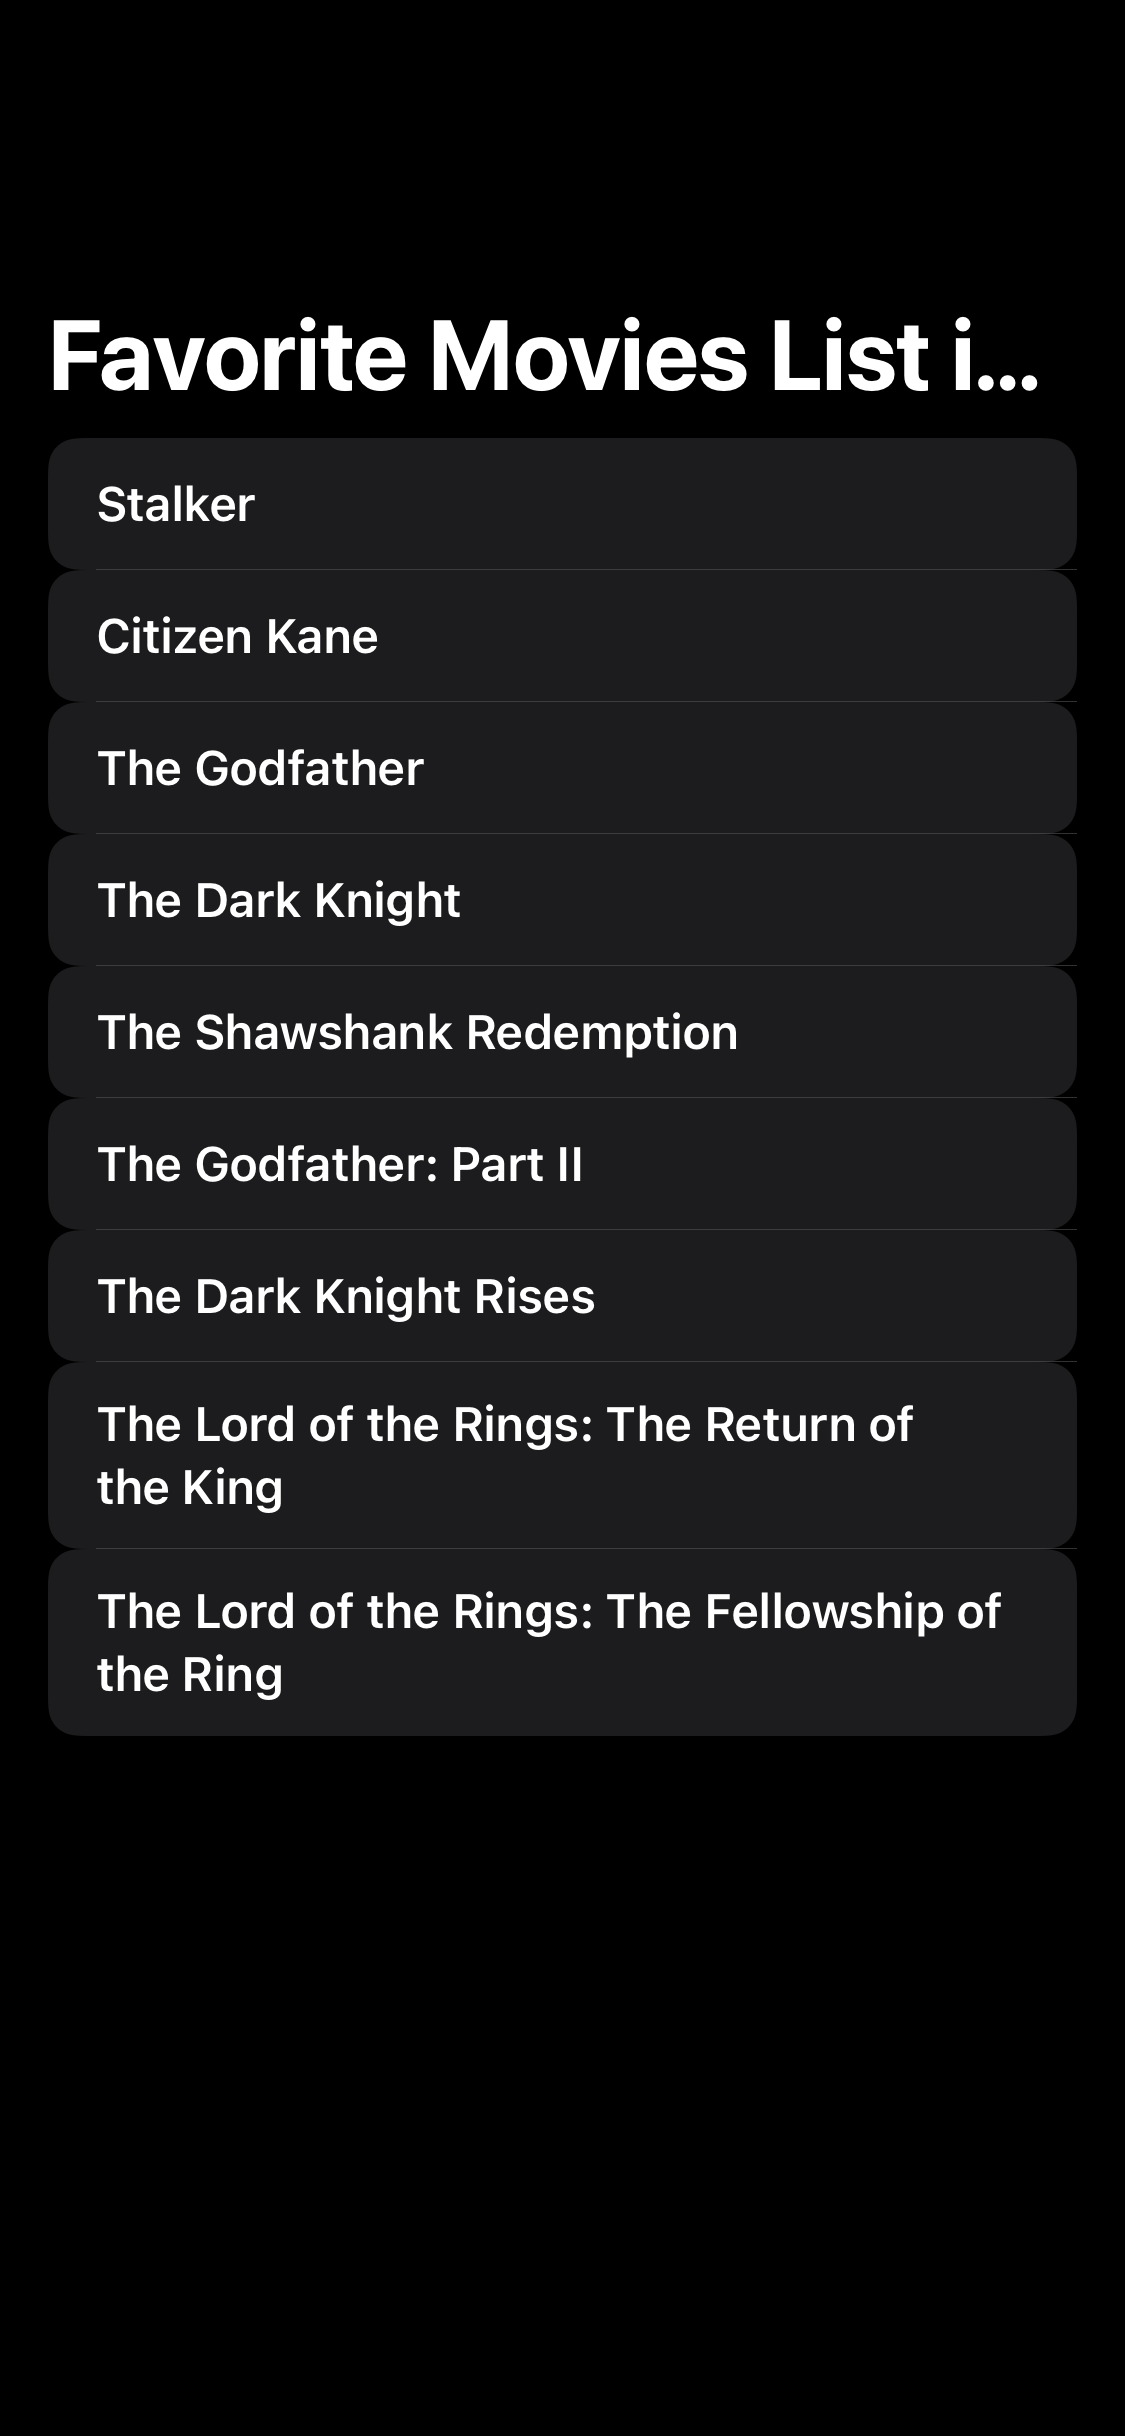 Favorite Movies List i...
Stalker
Citizen Kane
The Godfather
The Dark Knight
The Shawshank Redemption
The Godfather: Part II
The Dark Knight Rises
The Lord of the Rings: The Return of
the King
The Lord of the Rings: The Fellowship of
the Ring